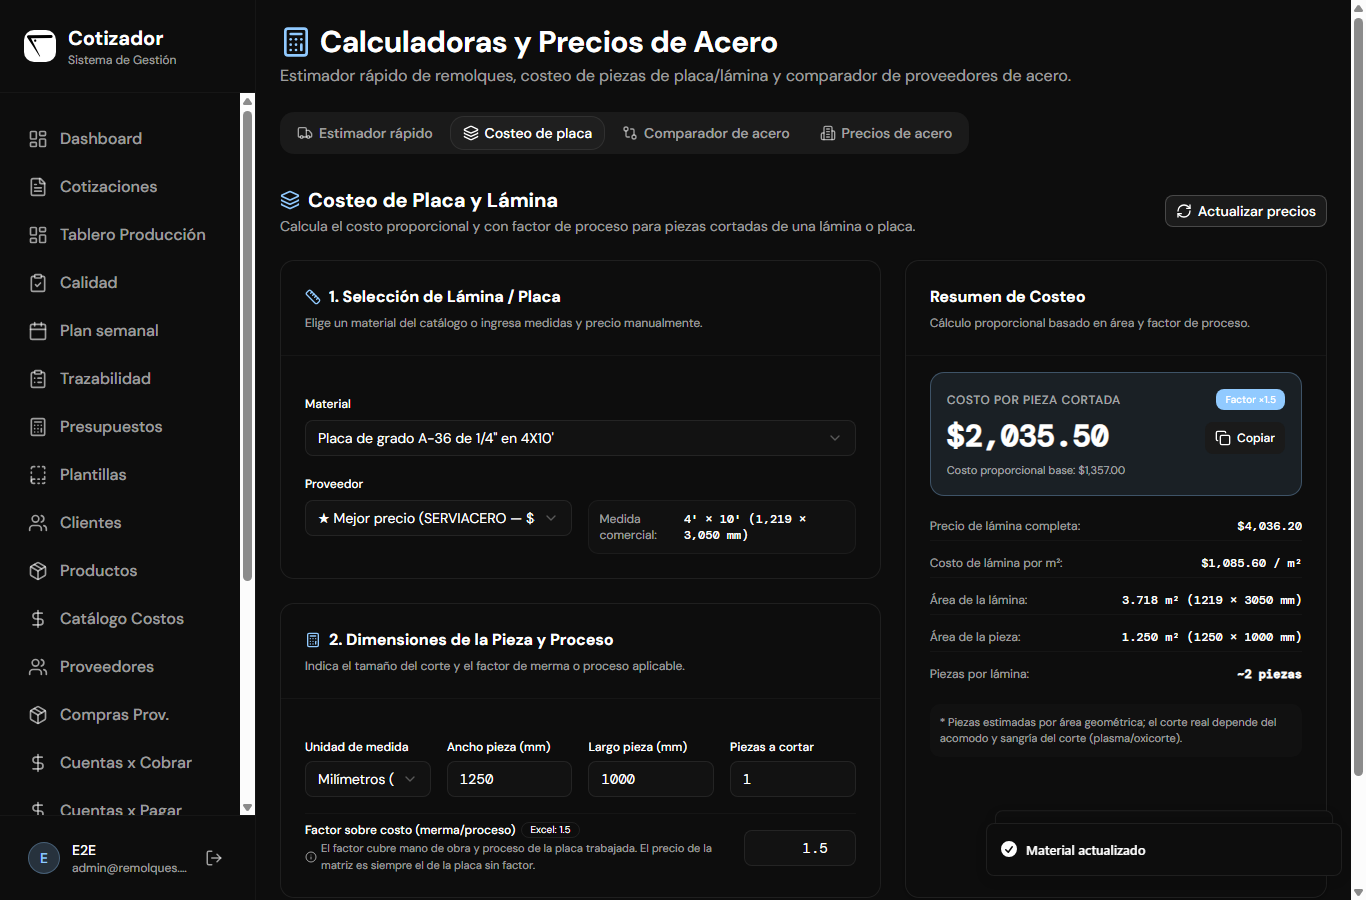 Cotizador
Sistema de Gestión
Dashboard
Cotizaciones
Tablero Producción
Calidad
Plan semanal
Trazabilidad
Presupuestos
Plantillas
Clientes
Productos
Catálogo Costos
Proveedores
Compras Prov.
Cuentas x Cobrar
Cuentas x Pagar
E
E2E
admin@remolques....
Calculadoras y Precios de Acero
Estimador rápido de remolques, costeo de piezas de placa/lámina y comparador de proveedores de acero.
Estimador rápido
Costeo de placa
Comparador de acero
Precios de acero
Costeo de Placa y Lámina
Calcula el costo proporcional y con factor de proceso para piezas cortadas de una lámina o placa.
Actualizar precios
1. Selección de Lámina / Placa
Elige un material del catálogo o ingresa medidas y precio manualmente.
Material
Placa de grado A-36 de 1/4" en 4X10'
Proveedor
★ Mejor precio (SERVIACERO — $
Medida
comercial:
4' × 10' (1,219 ×
3,050 mm)
2. Dimensiones de la Pieza y Proceso
Indica el tamaño del corte y el factor de merma o proceso aplicable.
Unidad de medida
Milímetros (
Ancho pieza (mm)
1250
Largo pieza (mm)
1000
Piezas a cortar
1
Factor sobre costo (merma/proceso)
Excel: 1.5
El factor cubre mano de obra y proceso de la placa trabajada. El precio de la
matriz es siempre el de la placa sin factor.
1.5
Resumen de Costeo
Cálculo proporcional basado en área y factor de proceso.
COSTO POR PIEZA CORTADA
Factor ×1.5
$2,035.50
Copiar
Costo proporcional base: $1,357.00
Precio de lámina completa: $4,036.20
Costo de lámina por m²: $1,085.60 / m²
Área de la lámina: 3.718 m² (1219 × 3050 mm)
Área de la pieza: 1.250 m² (1250 × 1000 mm)
Piezas por lámina: ~2 piezas
* Piezas estimadas por área geométrica; el corte real depende del
acomodo y sangría del corte (plasma/oxicorte).
Material actualizado